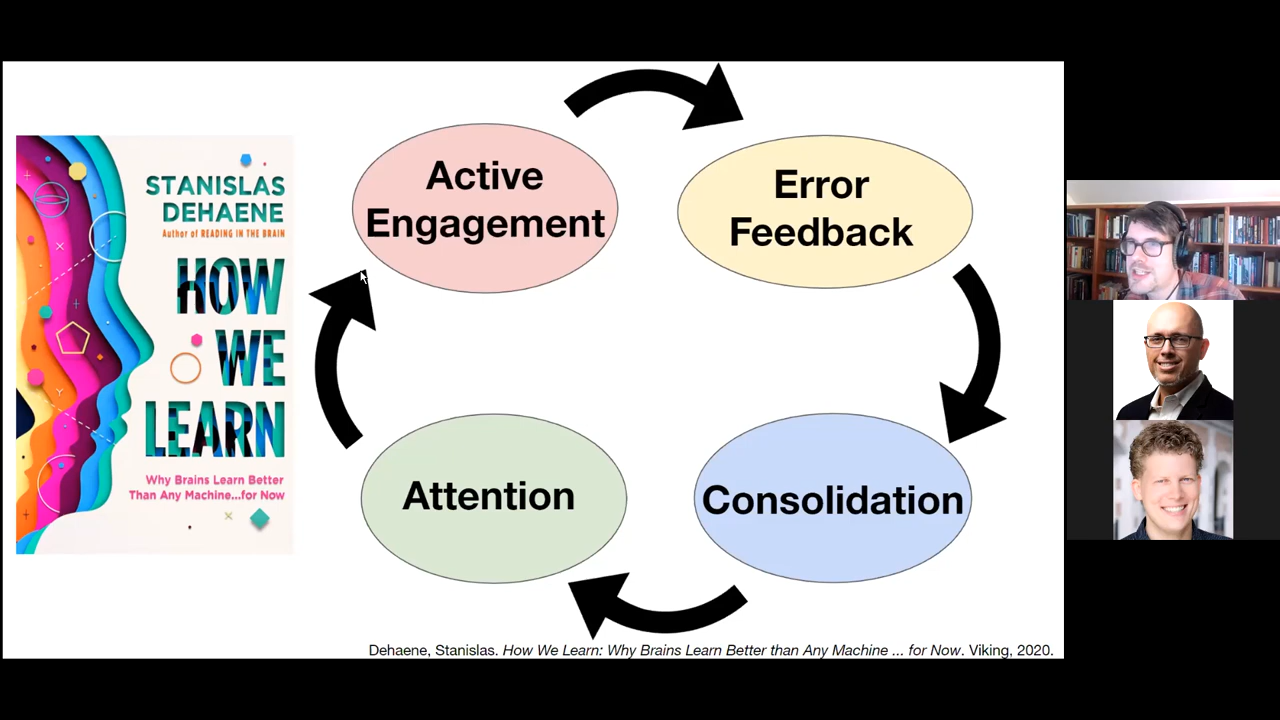 STANISLAS
DEHAENE
Author of READING IN THE BRAIN
HOW
WE
LEARN
Why Brains Learn Better
Than Any Machine...for Now
Active
Engagement
Error
Feedback
Attention
Consolidation
Dehaene, Stanislas. How We Learn: Why Brains Learn Better than Any Machine ... for Now. Viking, 2020.